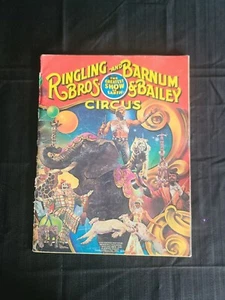 RINGLING BROS AND BARNUM & BAILEY
THE
GREATEST
SHOW
ON EARTH
CIRCUS